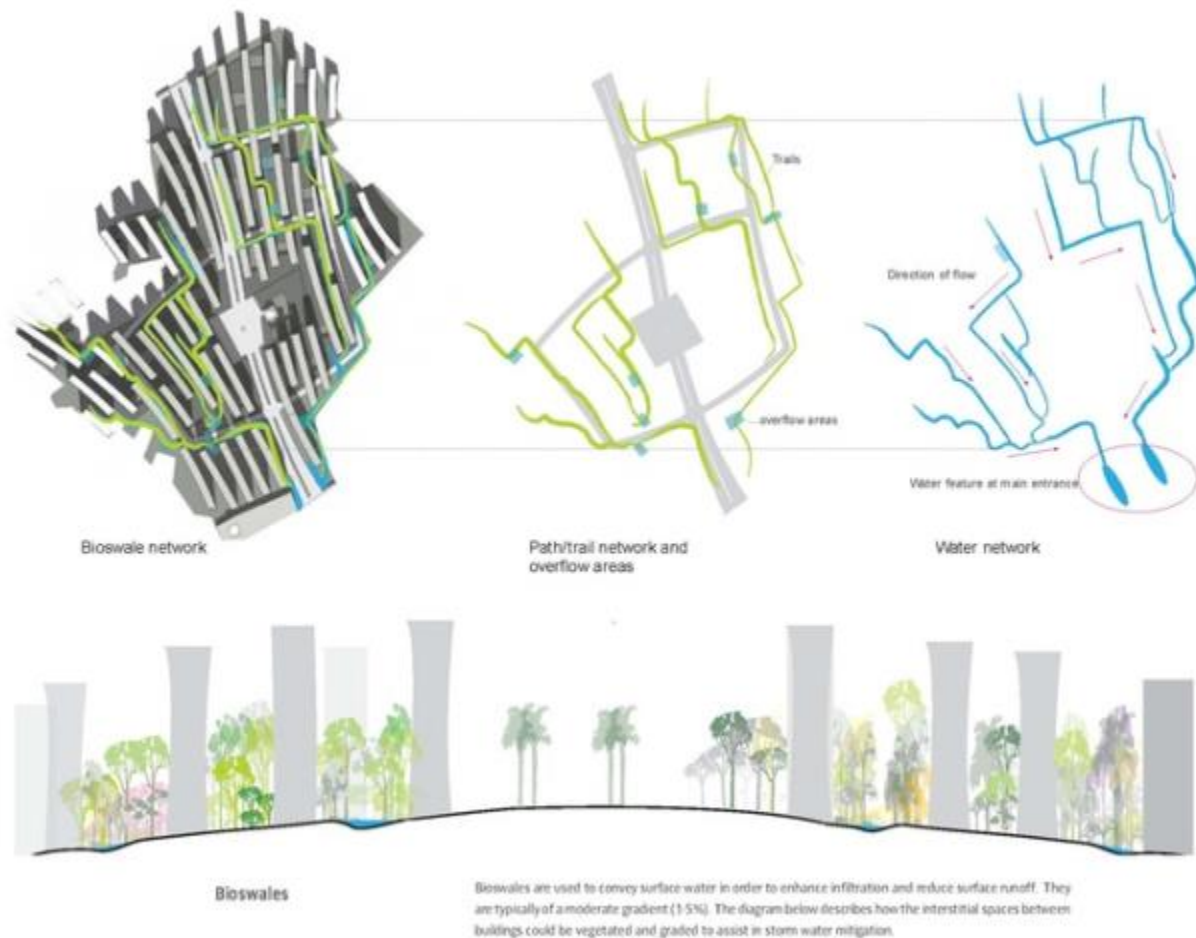 Trails
Direction of flow
overflow areas
Water feature at main entrance
Bioswale network
Path/trail network and
overflow areas
Water network
Bioswales
Bioswales are used to convey surface water in order to enhance infiltration and reduce surface runoff. They
are typically of a moderate gradient (1-5%). The diagram below describes how the interstitial spaces between
buildings could be vegetated and graded to assist in storm water mitigation.